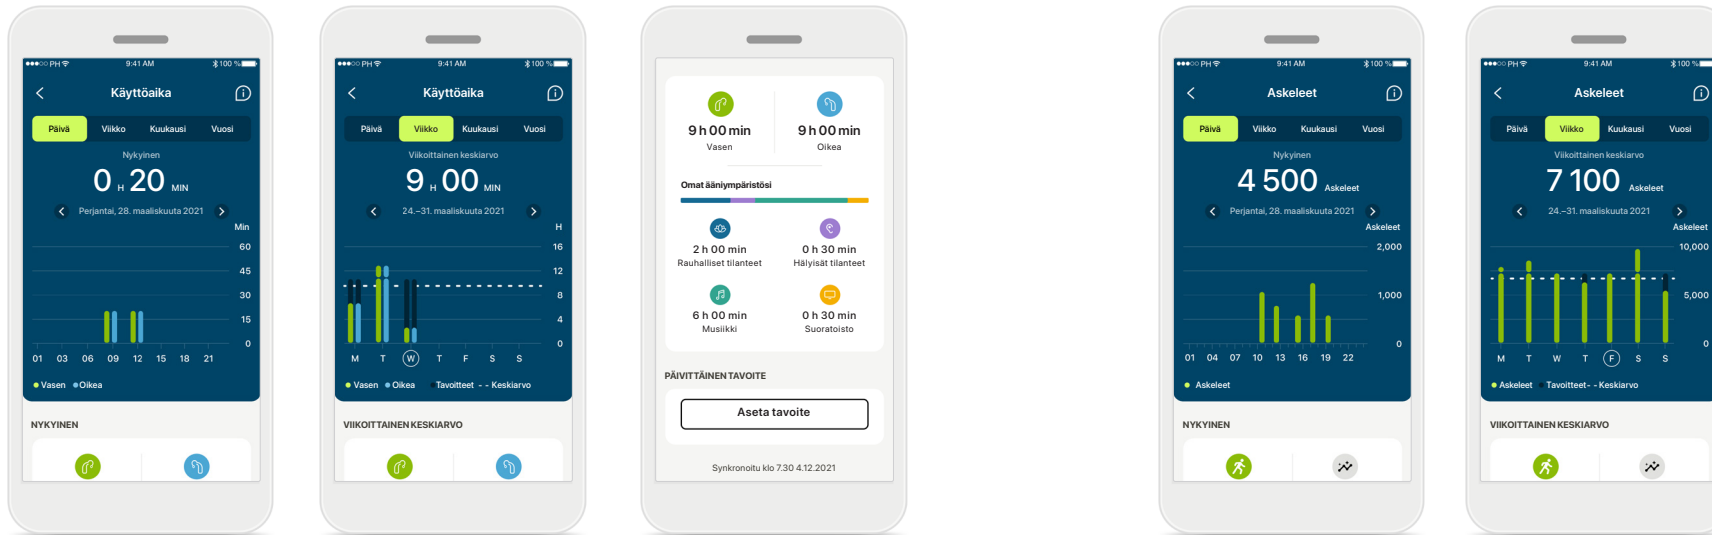 PH 9:41 AM 100 %
Käyttöaika
Päivä Viikko Kuukausi Vuosi
Nykyinen
0 H 20 MIN
Perjantai, 28. maaliskuuta 2021
Min
60
45
30
15
0
01 03 06 09 12 15 18 21
Vasen Oikea
NYKYINEN
PH 9:41 AM 100 %
Käyttöaika
Päivä Viikko Kuukausi Vuosi
Viikoittainen keskiarvo
9 H 00 MIN
24.–31. maaliskuuta 2021
H
16
12
8
4
0
M T W T F S S
Vasen Oikea Tavoitteet - - Keskiarvo
VIIKOITTAINEN KESKIARVO
9 h 00 min 9 h 00 min
Vasen Oikea
Omat ääniympäristösi
2 h 00 min 0 h 30 min
Rauhalliset tilanteet Hälyisät tilanteet
6 h 00 min 0 h 30 min
Musiikki Suoratoisto
PÄIVITTÄINEN TAVOITE
Aseta tavoite
Synkronoitu klo 7.30 4.12.2021
PH 9:41 AM 100 %
Askeleet
Päivä Viikko Kuukausi Vuosi
Nykyinen
4 500 Askeleet
Perjantai, 28. maaliskuuta 2021
Askeleet
2,000
1,000
0
01 04 07 10 13 16 19 22
Askeleet
NYKYINEN
PH 9:41 AM 100 %
Askeleet
Päivä Viikko Kuukausi Vuosi
Viikoittainen keskiarvo
7 100 Askeleet
24.–31. maaliskuuta 2021
Askeleet
10,000
5,000
0
M T W T F S S
Askeleet Tavoitteet - - Keskiarvo
VIIKOITTAINEN KESKIARVO